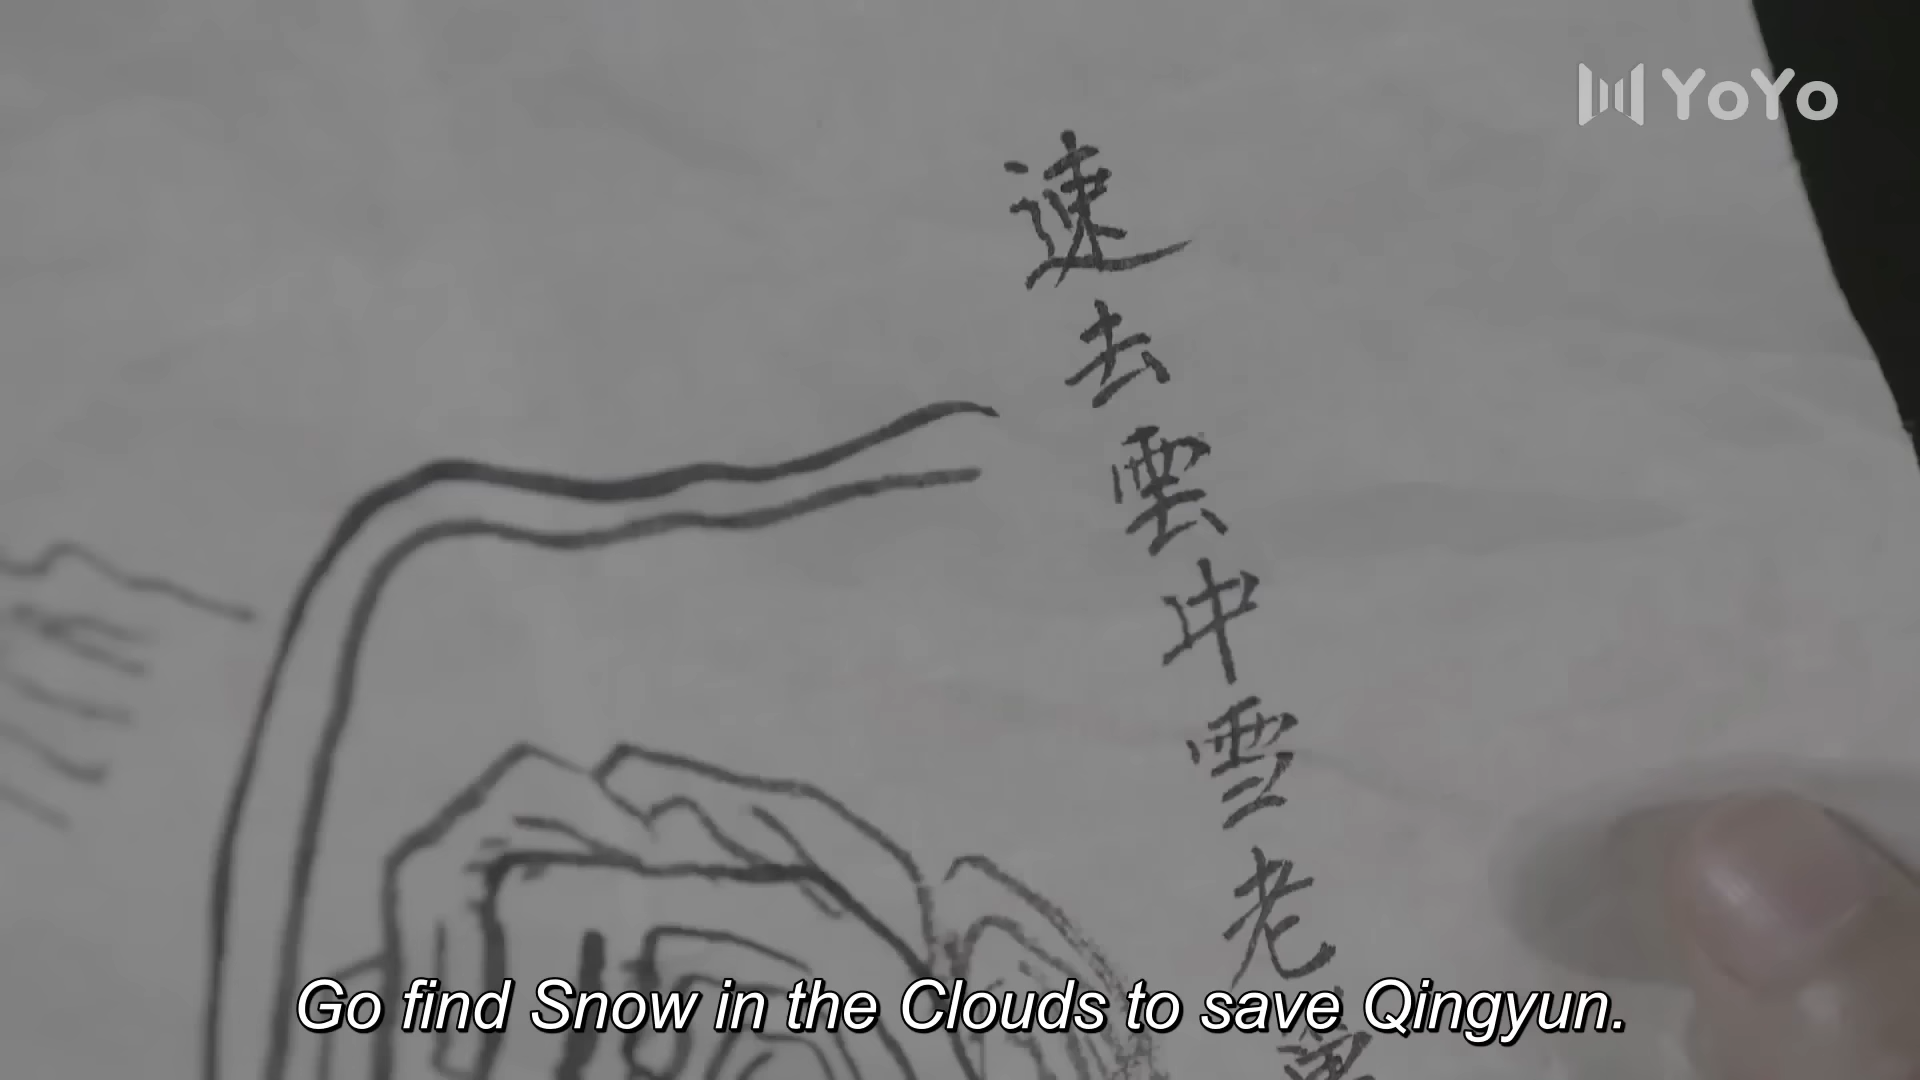 YoYo
速去雲中雪老
Go find Snow in the Clouds to save Qingyun.